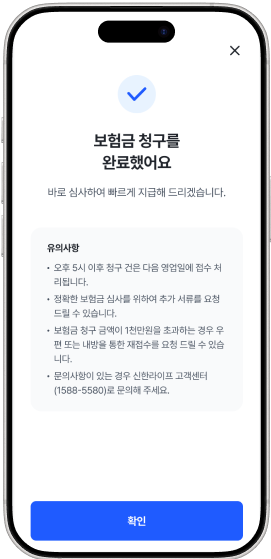 보험금 청구를
완료했어요
바로 심사하여 빠르게 지급해 드리겠습니다.
유의사항
• 오후 5시 이후 청구 건은 다음 영업일에 접수 처
리됩니다.
• 정확한 보험금 심사를 위하여 추가 서류를 요청
드릴 수 있습니다.
• 보험금 청구 금액이 1천만원을 초과하는 경우 우
편 또는 내방을 통한 재접수를 요청 드릴 수 있습
니다.
• 문의사항이 있는 경우 신한라이프 고객센터
(1588-5580)로 문의해 주세요.
확인